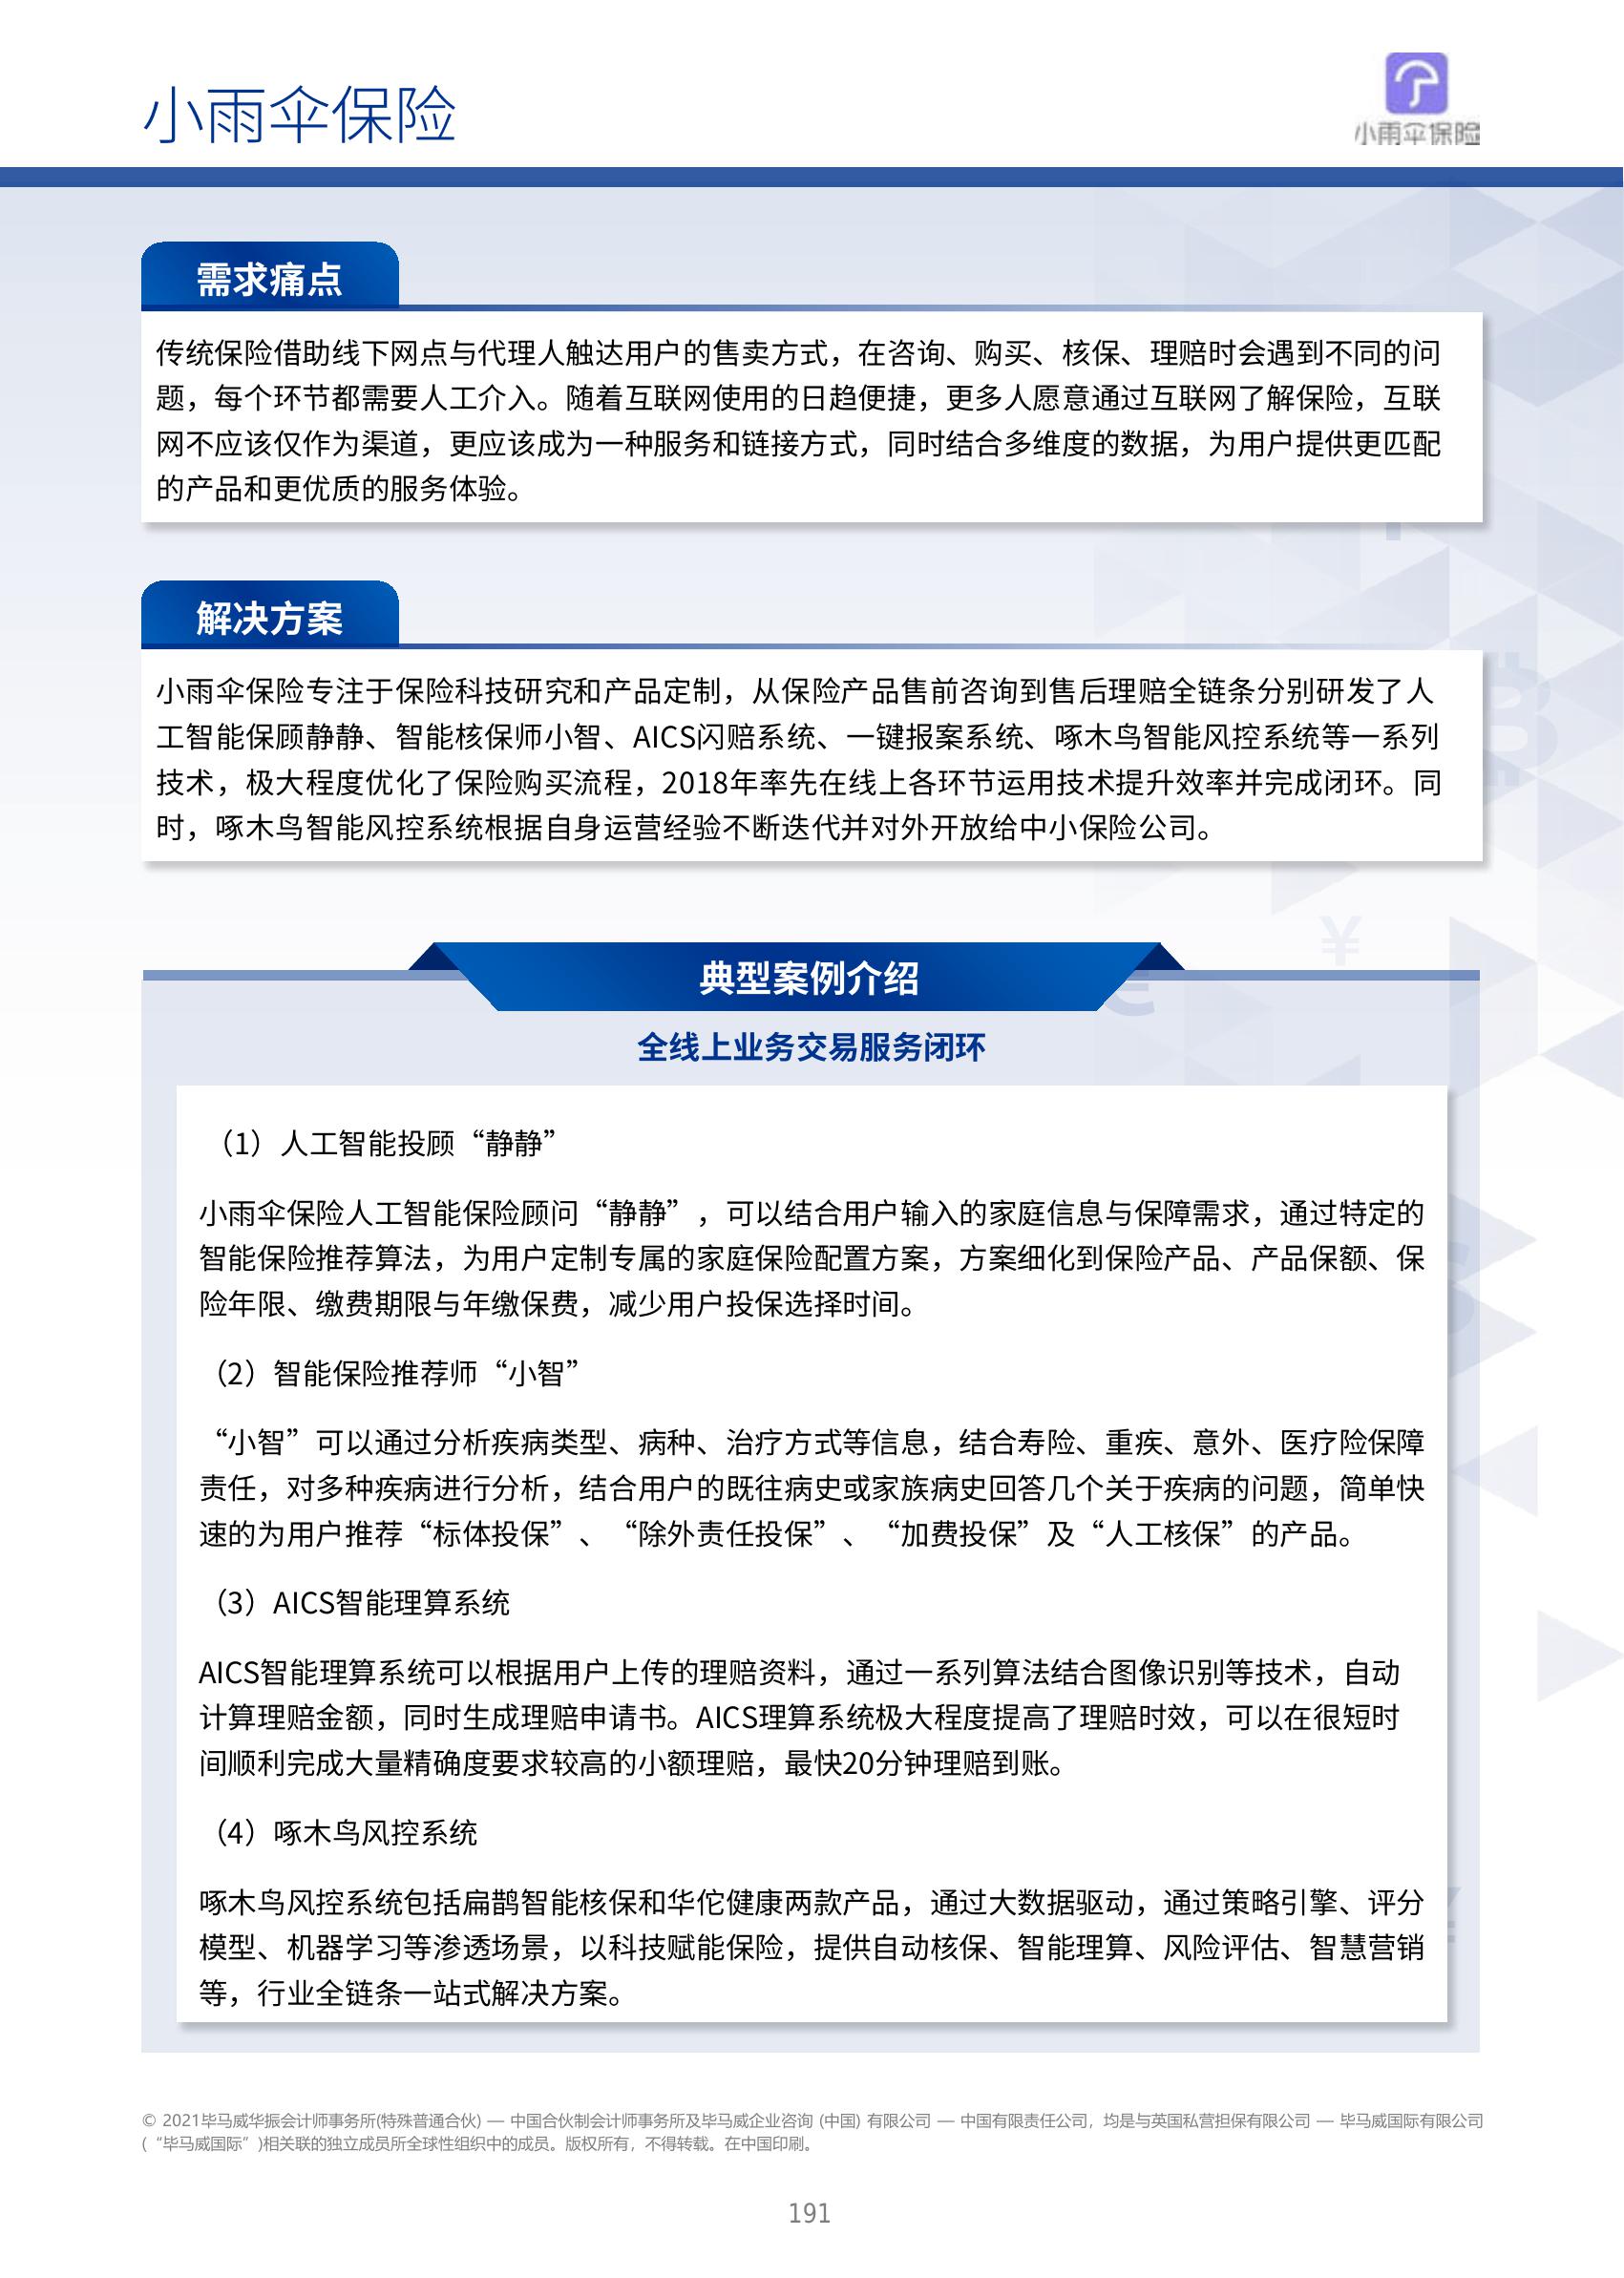 小雨伞保险
小雨伞保险
需求痛点
传统保险借助线下网点与代理人触达用户的售卖方式，在咨询、购买、核保、理赔时会遇到不同的问
题，每个环节都需要人工介入。随着互联网使用的日趋便捷，更多人愿意通过互联网了解保险，互联
网不应该仅作为渠道，更应该成为一种服务和链接方式，同时结合多维度的数据，为用户提供更匹配
的产品和更优质的服务体验。
解决方案
小雨伞保险专注于保险科技研究和产品定制，从保险产品售前咨询到售后理赔全链条分别研发了人
工智能保顾静静、智能核保师小智、AICS闪赔系统、一键报案系统、啄木鸟智能风控系统等一系列
技术，极大程度优化了保险购买流程，2018年率先在线上各环节运用技术提升效率并完成闭环。同
时，啄木鸟智能风控系统根据自身运营经验不断迭代并对外开放给中小保险公司。
典型案例介绍
全线上业务交易服务闭环
（1）人工智能投顾“静静”
小雨伞保险人工智能保险顾问“静静”，可以结合用户输入的家庭信息与保障需求，通过特定的
智能保险推荐算法，为用户定制专属的家庭保险配置方案，方案细化到保险产品、产品保额、保
险年限、缴费期限与年缴保费，减少用户投保选择时间。
（2）智能保险推荐师“小智”
“小智”可以通过分析疾病类型、病种、治疗方式等信息，结合寿险、重疾、意外、医疗险保障
责任，对多种疾病进行分析，结合用户的既往病史或家族病史回答几个关于疾病的问题，简单快
速的为用户推荐“标体投保”、“除外责任投保”、“加费投保”及“人工核保”的产品。
（3）AICS智能理算系统
AICS智能理算系统可以根据用户上传的理赔资料，通过一系列算法结合图像识别等技术，自动
计算理赔金额，同时生成理赔申请书。AICS理算系统极大程度提高了理赔时效，可以在很短时
间顺利完成大量精确度要求较高的小额理赔，最快20分钟理赔到账。
（4）啄木鸟风控系统
啄木鸟风控系统包括扁鹊智能核保和华佗健康两款产品，通过大数据驱动，通过策略引擎、评分
模型、机器学习等渗透场景，以科技赋能保险，提供自动核保、智能理算、风险评估、智慧营销
等，行业全链条一站式解决方案。
© 2021毕马威华振会计师事务所(特殊普通合伙) — 中国合伙制会计师事务所及毕马威企业咨询 (中国) 有限公司 — 中国有限责任公司，均是与英国私营担保有限公司 — 毕马威国际有限公司
(“毕马威国际”)相关联的独立成员所全球性组织中的成员。版权所有，不得转载。在中国印刷。
191